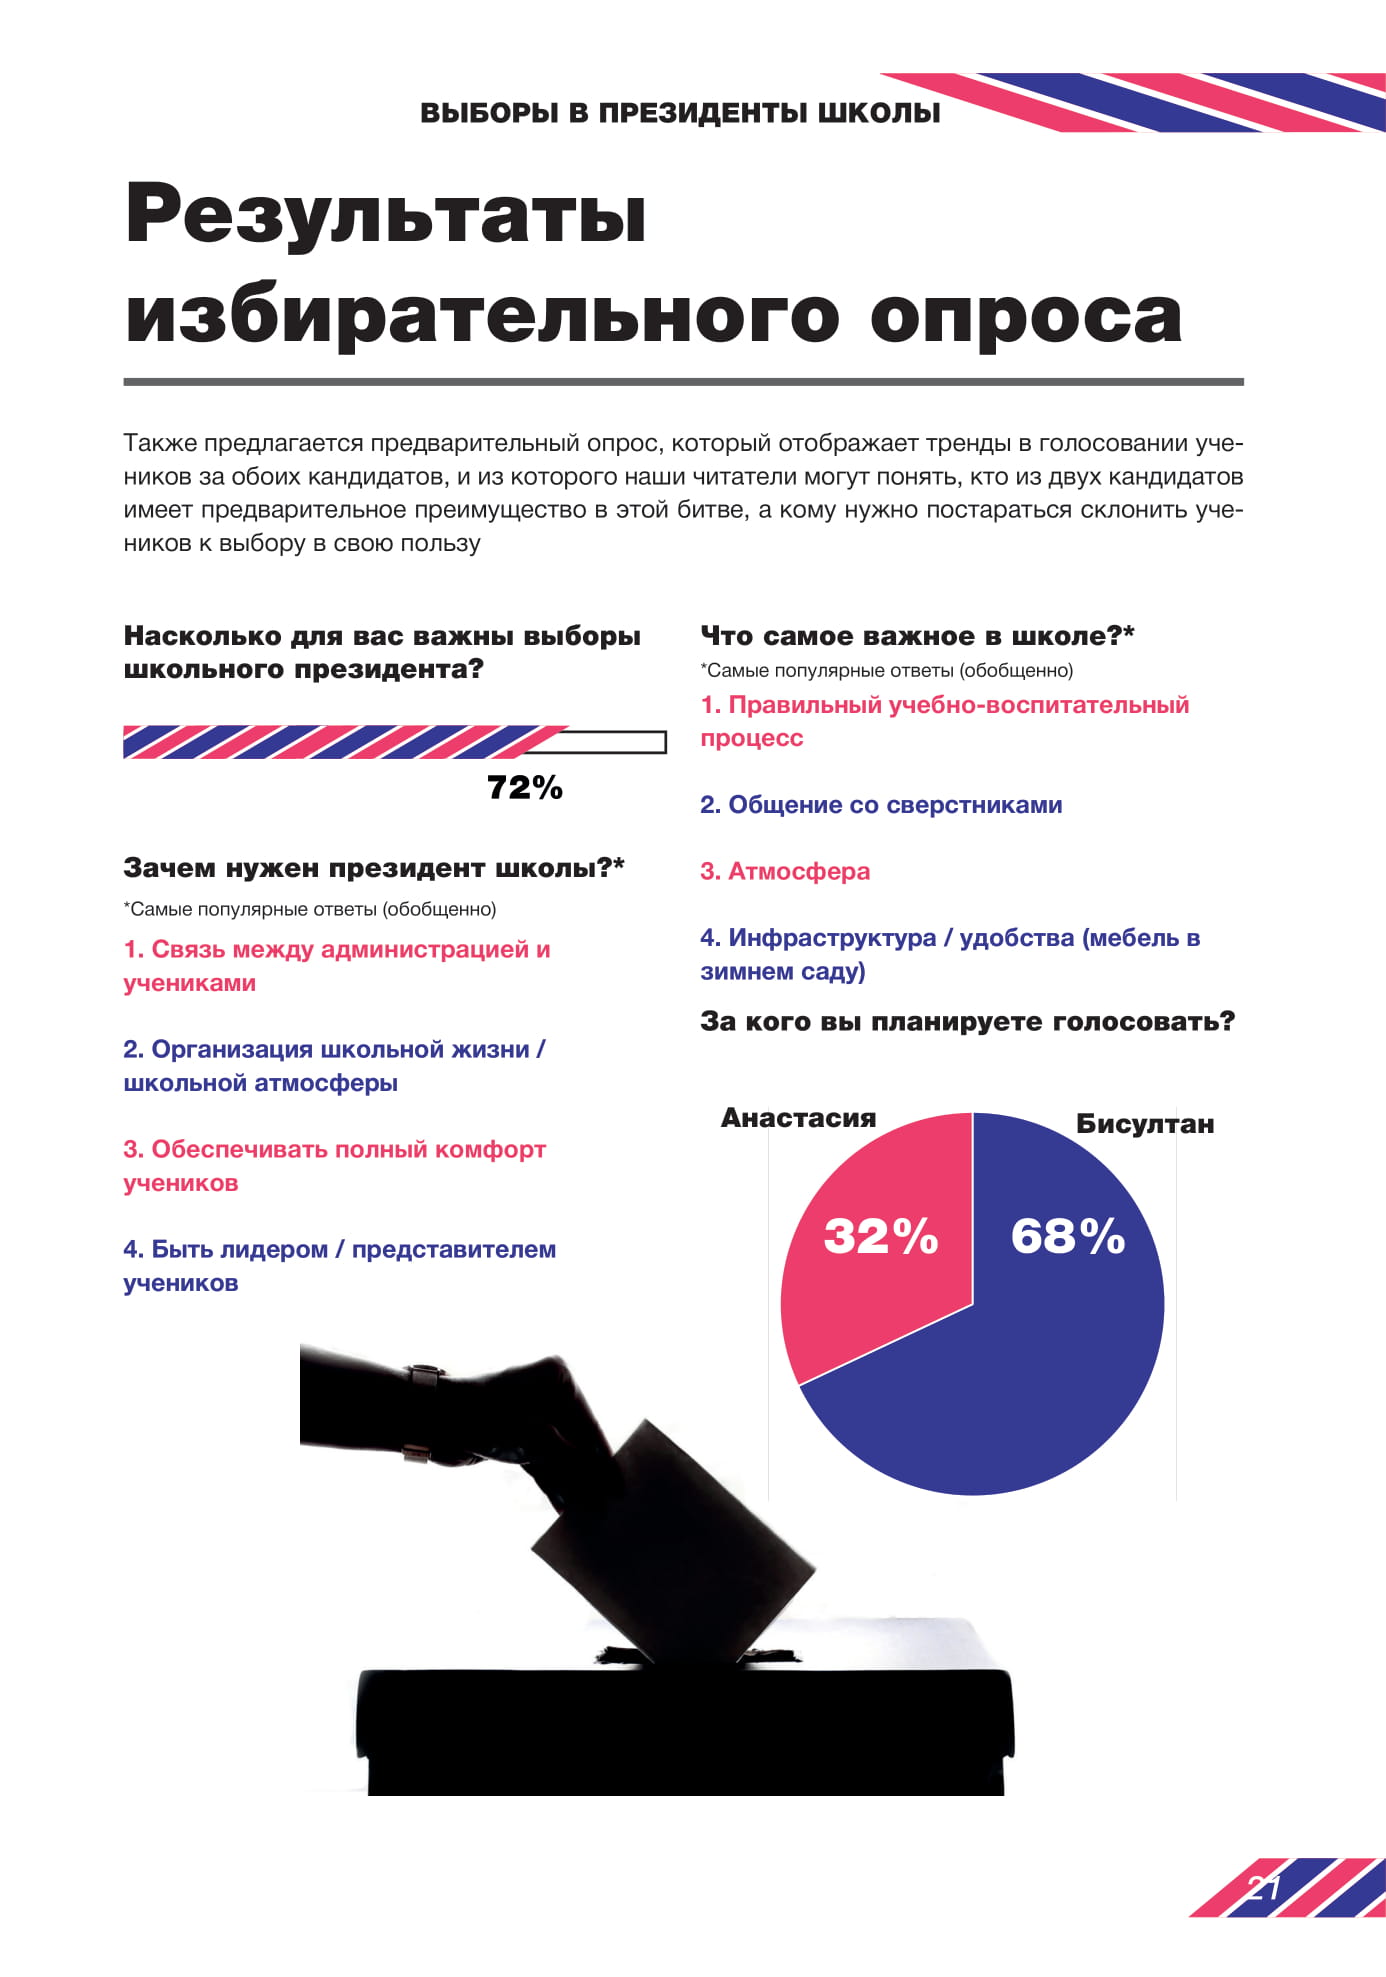 ВЫБОРЫ В ПРЕЗИДЕНТЫ ШКОЛЫ
Результаты
избирательного опроса
Также предлагается предварительный опрос, который отображает тренды в голосовании уче-
ников за обоих кандидатов, и из которого наши читатели могут понять, кто из двух кандидатов
имеет предварительное преимущество в этой битве, а кому нужно постараться склонить уче-
ников к выбору в свою пользу
Насколько для вас важны выборы
школьного президента?
72%
Зачем нужен президент школы?*
*Самые популярные ответы (обобщенно)
1. Связь между администрацией и
учениками
2. Организация школьной жизни /
школьной атмосферы
3. Обеспечивать полный комфорт
учеников
4. Быть лидером / представителем
учеников
Что самое важное в школе?*
*Самые популярные ответы (обобщенно)
1. Правильный учебно-воспитательный
процесс
2. Общение со сверстниками
3. Атмосфера
4. Инфраструктура / удобства (мебель в
зимнем саду)
За кого вы планируете голосовать?
Анастасия
Бисултан
32%
68%
21